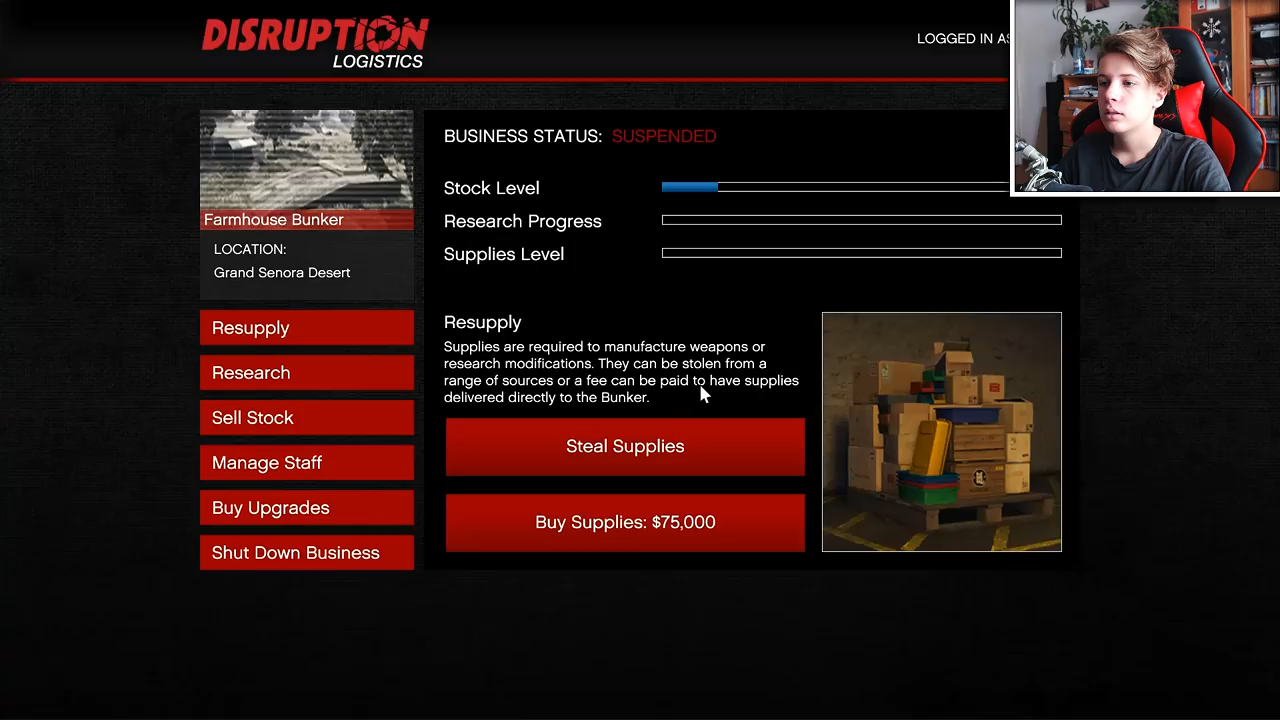 DISRUPTION
LOGISTICS
LOGGED IN
Farmhouse Bunker
LOCATION:
Grand Senora Desert
Resupply
Research
Sell Stock
Manage Staff
Buy Upgrades
Shut Down Business
BUSINESS STATUS: SUSPENDED
Stock Level
Research Progress
Supplies Level
Resupply
Supplies are required to manufacture weapons or
research modifications. They can be stolen from a
range of sources or a fee can be paid to have supplies
delivered directly to the Bunker.
Steal Supplies
Buy Supplies: $75,000